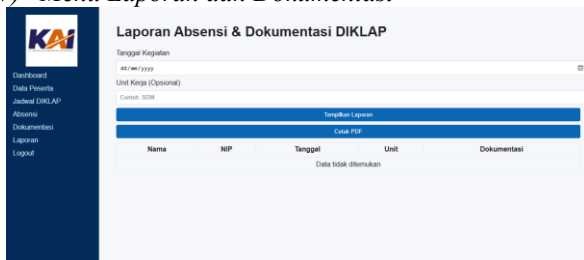 Menu Laporan dan Dokumentasi
KAI
Laporan Absensi & Dokumentasi DIKLAP
Tanggal Kegiatan
dd/mm/yyyy
Unit Kerja (Opsional)
Contoh: SDM
Tampilkan Laporan
Cetak PDF
Nama NIP Tanggal Unit Dokumentasi
Data tidak ditemukan
Dashboard
Data Peserta
Jadwal DIKLAP
Absensi
Dokumentasi
Laporan
Logout